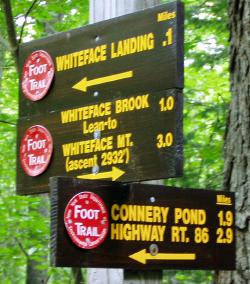 Miles
WHITEFACE LANDING .1
FOOT
TRAIL
WHITEFACE BROOK 1.0
Lean-to
WHITEFACE MT. 3.0
(ascent 2932')
FOOT
TRAIL
Miles
CONNERY POND 1.9
HIGHWAY RT. 86 2.9
FOOT
TRAIL